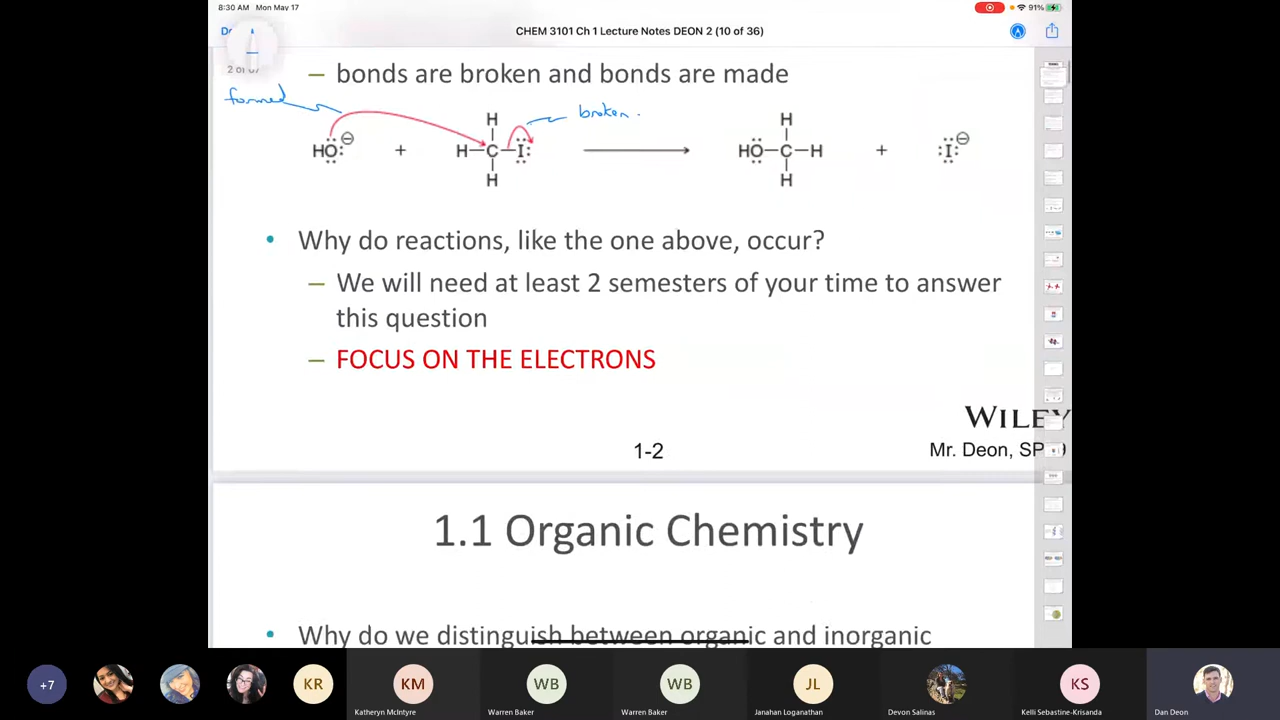 8:30 AM Mon May 17
91%
CHEM 3101 Ch 1 Lecture Notes DEON 2 (10 of 36)
– bonds are broken and bonds are made
formed
broken.
HO:⊖ + H H–C–I: H H → HO–C–H H H + :I:⊖
• Why do reactions, like the one above, occur?
– We will need at least 2 semesters of your time to answer
this question
– FOCUS ON THE ELECTRONS
WILEY
1-2
Mr. Deon,
1.1 Organic Chemistry
• Why do we distinguish between organic and inorganic
+7
KR
KM
WB
WB
JL
KS
Katheryn McIntyre
Warren Baker
Warren Baker
Janahan Loganathan
Devon Salinas
Kelli Sebastine-Krisanda
Dan Deon